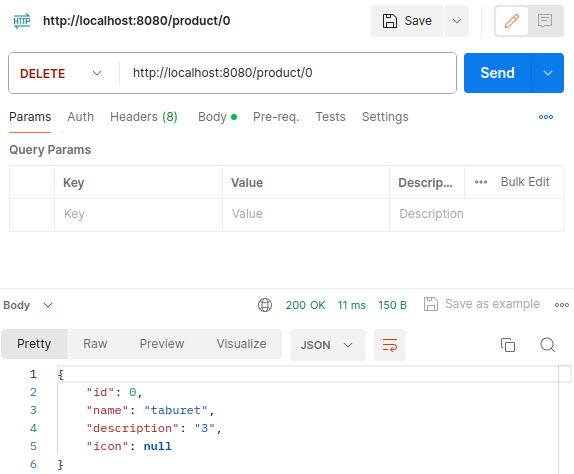 HTTP http://localhost:8080/product/0 Save
DELETE http://localhost:8080/product/0 Send
Params Auth Headers (8) Body Pre-req. Tests Settings
Query Params
Key Value Descrip... Bulk Edit
Key Value Description
Body 200 OK 11 ms 150 B Save as example
Pretty Raw Preview Visualize JSON
1 {
2 "id": 0,
3 "name": "taburet",
4 "description": "3",
5 "icon": null
6 }